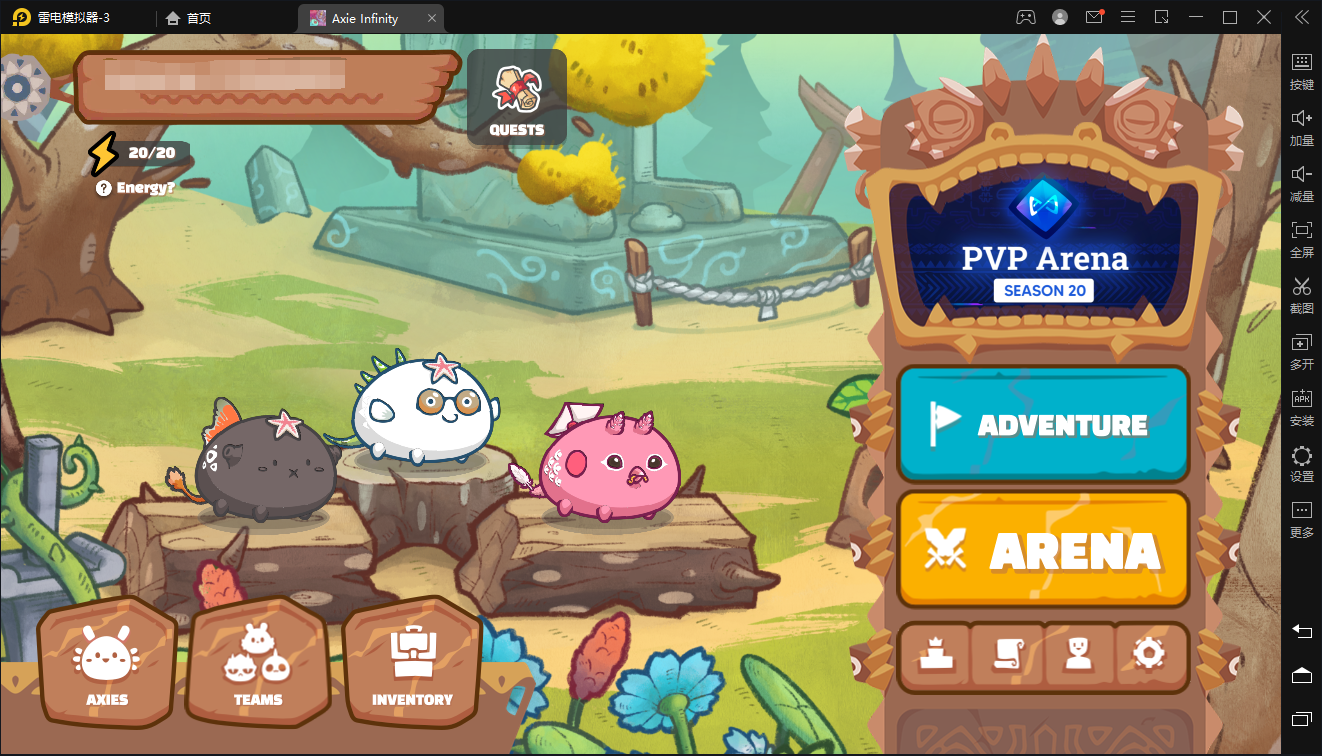 雷电模拟器-3
首页
Axie Infinity
QUESTS
20/20
? Energy?
PVP Arena
SEASON 20
ADVENTURE
ARENA
AXIES
TEAMS
INVENTORY
按键
加量
减量
全屏
截图
多开
APK
安装
设置
更多